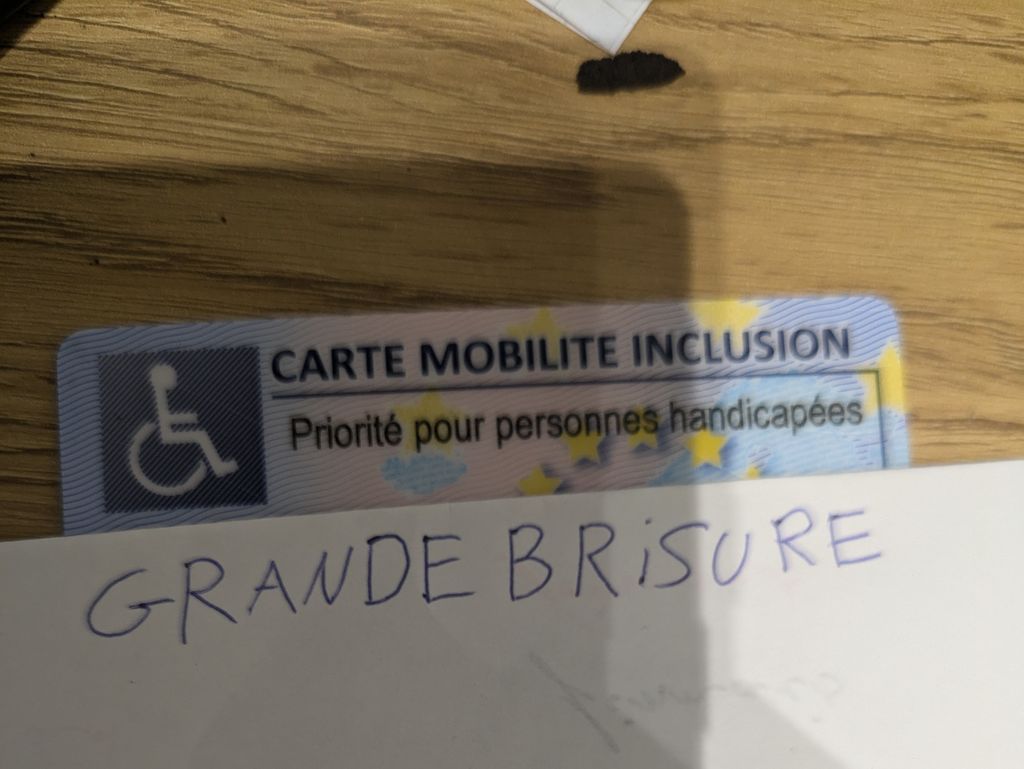 CARTE MOBILITE INCLUSION
Priorité pour personnes handicapées
GRANDE BRiSURE